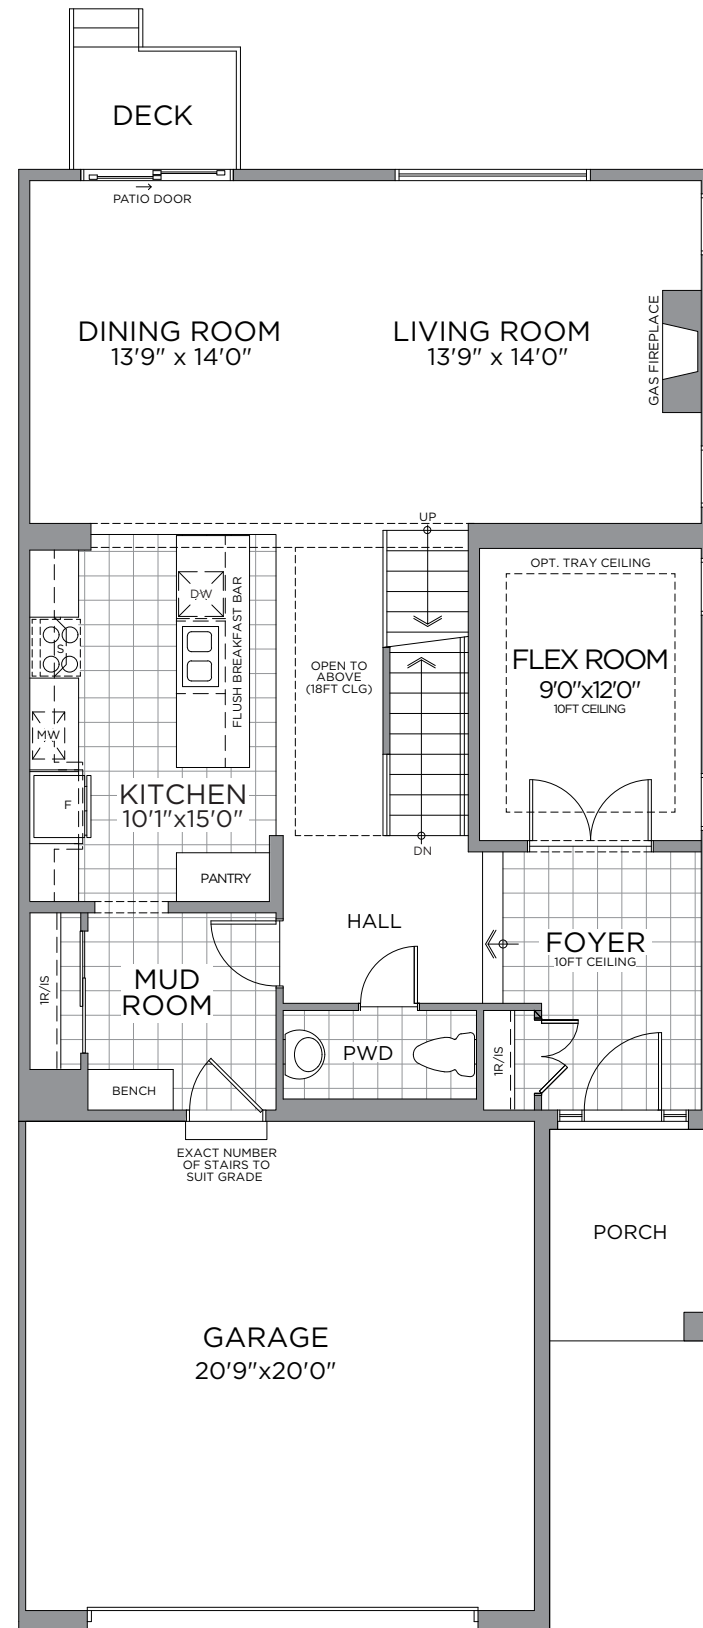 DECK
PATIO DOOR
DINING ROOM
13'9" x 14'0"
LIVING ROOM
13'9" x 14'0"
GAS FIREPLACE
UP
OPT. TRAY CEILING
DW
FLUSH BREAKFAST BAR
S
OPEN TO
ABOVE
(18FT CLG)
FLEX ROOM
9'0"x12'0"
10FT CEILING
MW
F
KITCHEN
10'1"x15'0"
DN
PANTRY
HALL
FOYER
10FT CEILING
1R/1S
MUD
ROOM
PWD
1R/1S
BENCH
EXACT NUMBER
OF STAIRS TO
SUIT GRADE
PORCH
GARAGE
20'9"x20'0"